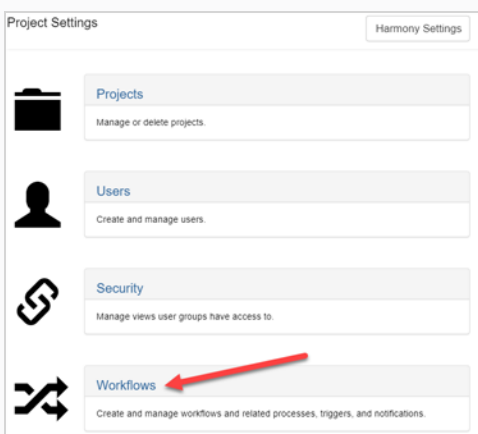 Project Settings
Harmony Settings
Projects
Manage or delete projects.
Users
Create and manage users.
Security
Manage views user groups have access to.
Workflows
Create and manage workflows and related processes, triggers, and notifications.